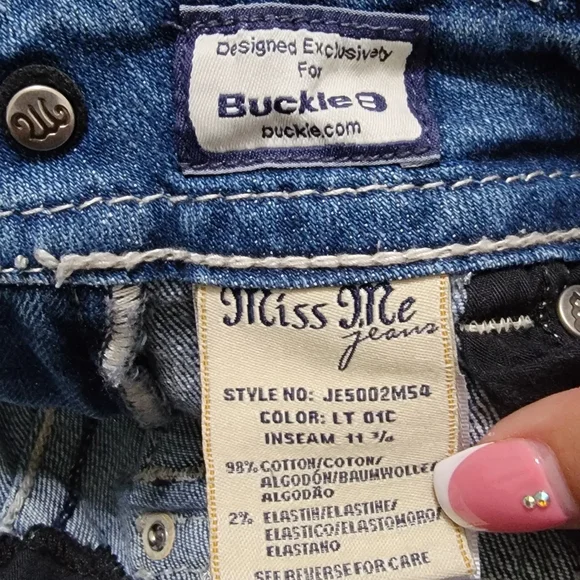 Designed Exclusively
For
Buckle B
buckle.com
Miss Me
jeans
STYLE NO: JE5002M54
COLOR: LT 01C
INSEAM 11 3/4
98% COTTON/COTON/
ALGODÓN/BAUMWOLLE/
ALGODÃO
2% ELASTIN/ELASTINE/
ELASTICO/ELASTOMORO/
ELASTANO
SEE REVERSE FOR CARE